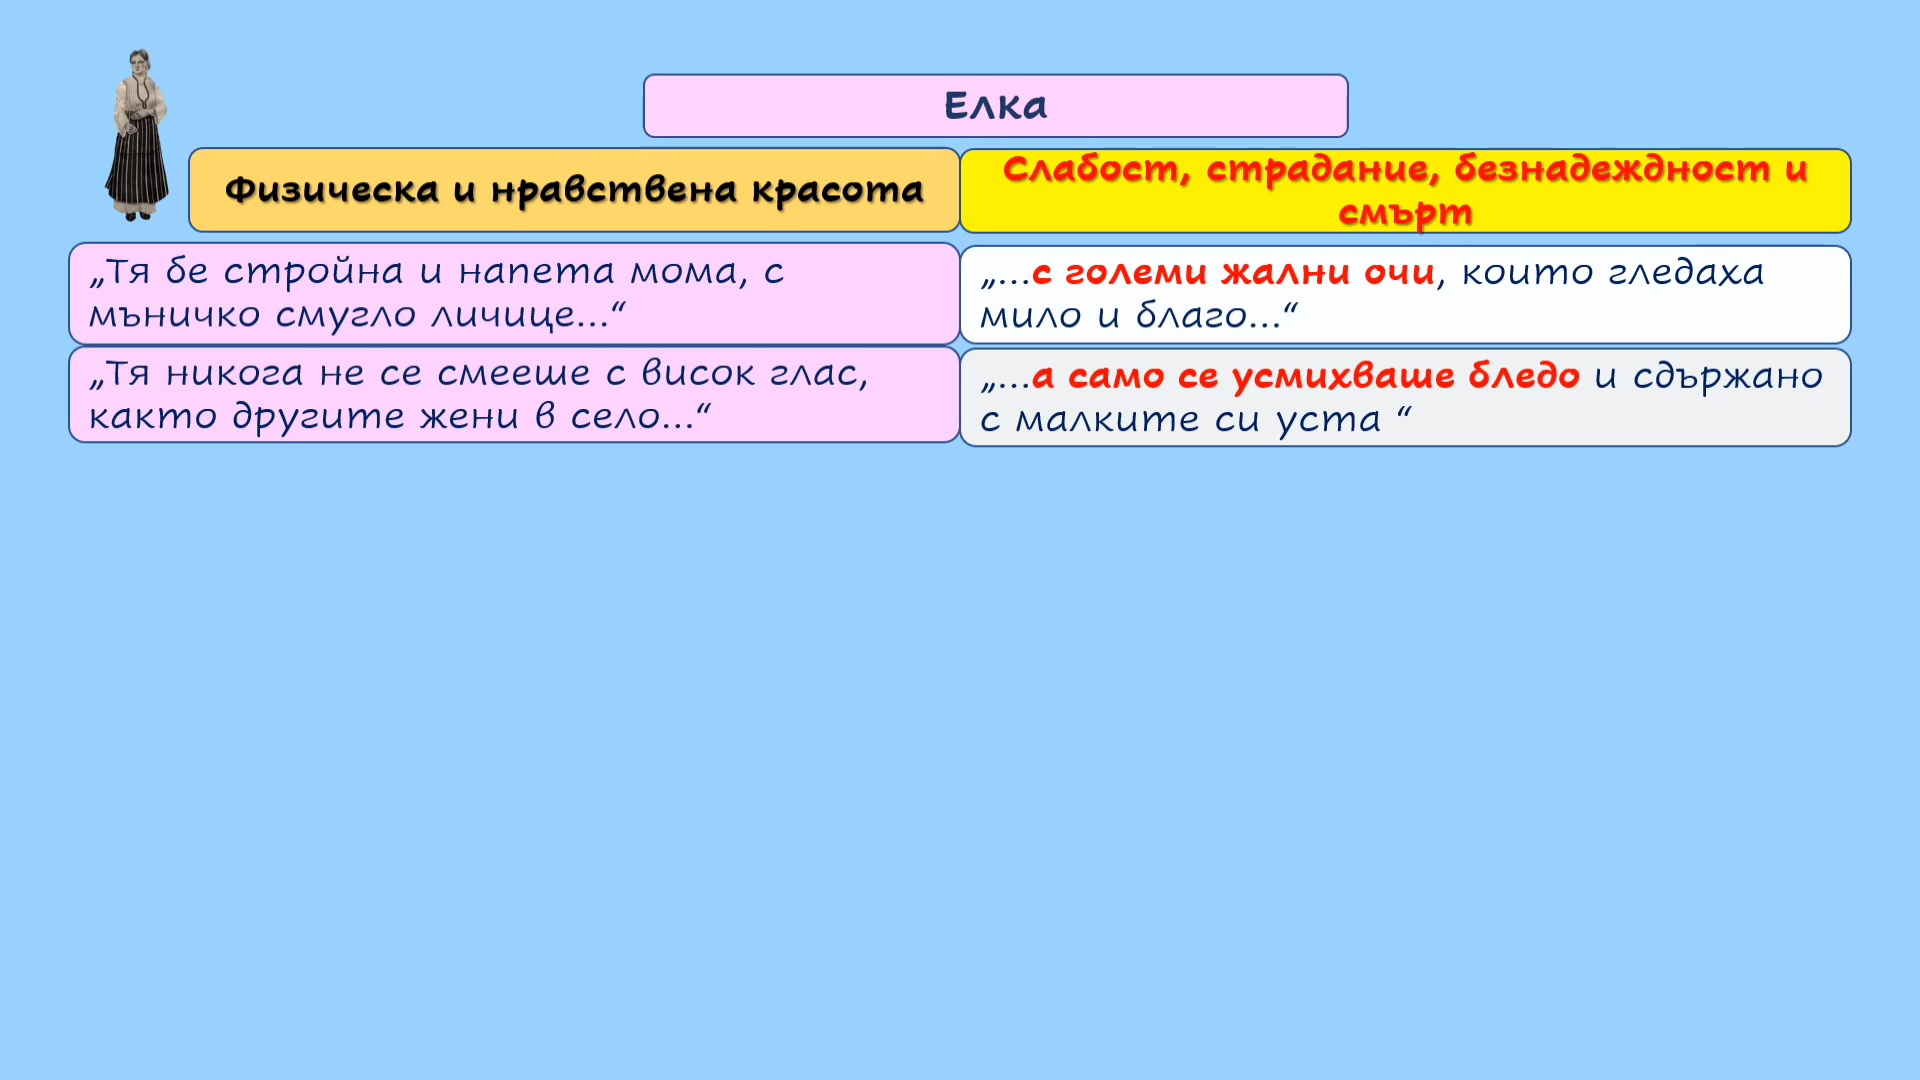 Елка
Физическа и нравствена красота
Слабост, страдание, безнадеждност и
смърт
„Тя бе стройна и напета мома, с
мъничко смугло личице...“
„...с големи жални очи, които гледаха
мило и благо...“
„Тя никога не се смееше с висок глас,
както другите жени в село...“
„...а само се усмихваше бледо и сдържано
с малките си уста “